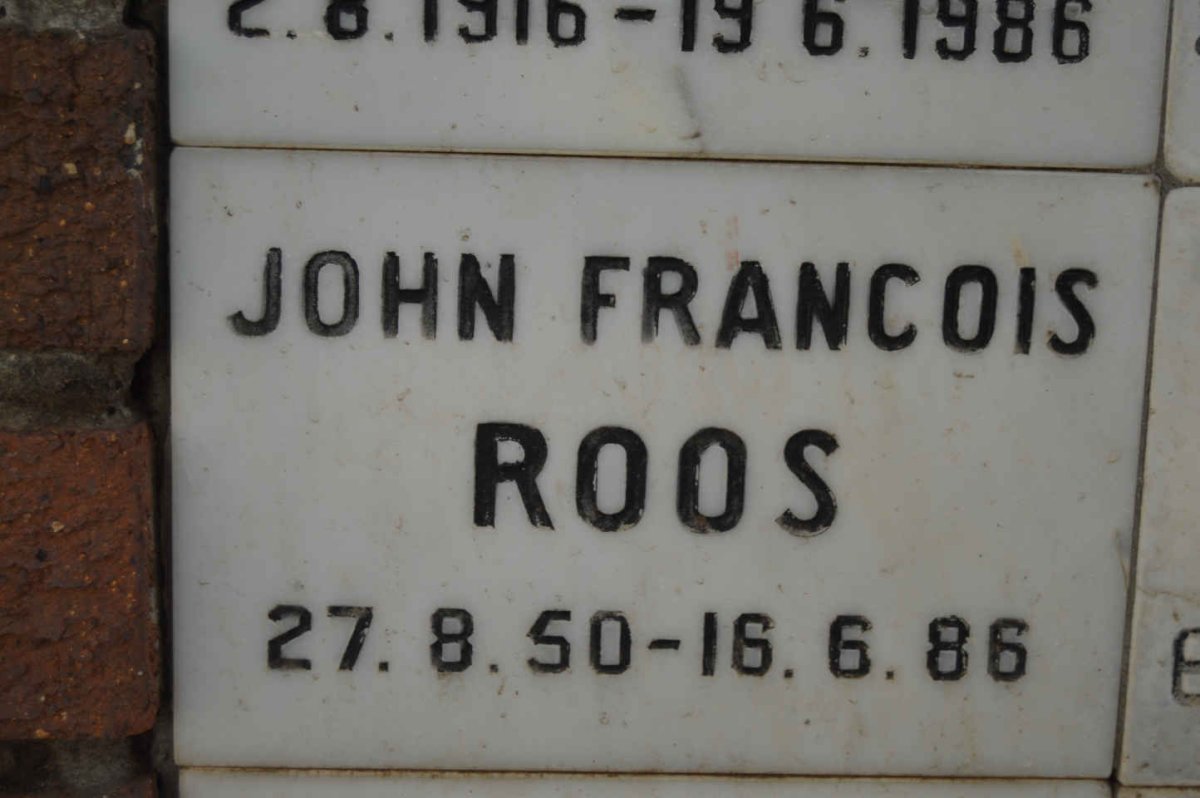 2.8.1916-19 6.1986
JOHN FRANCOIS
ROOS
27.8.50-16.6.86